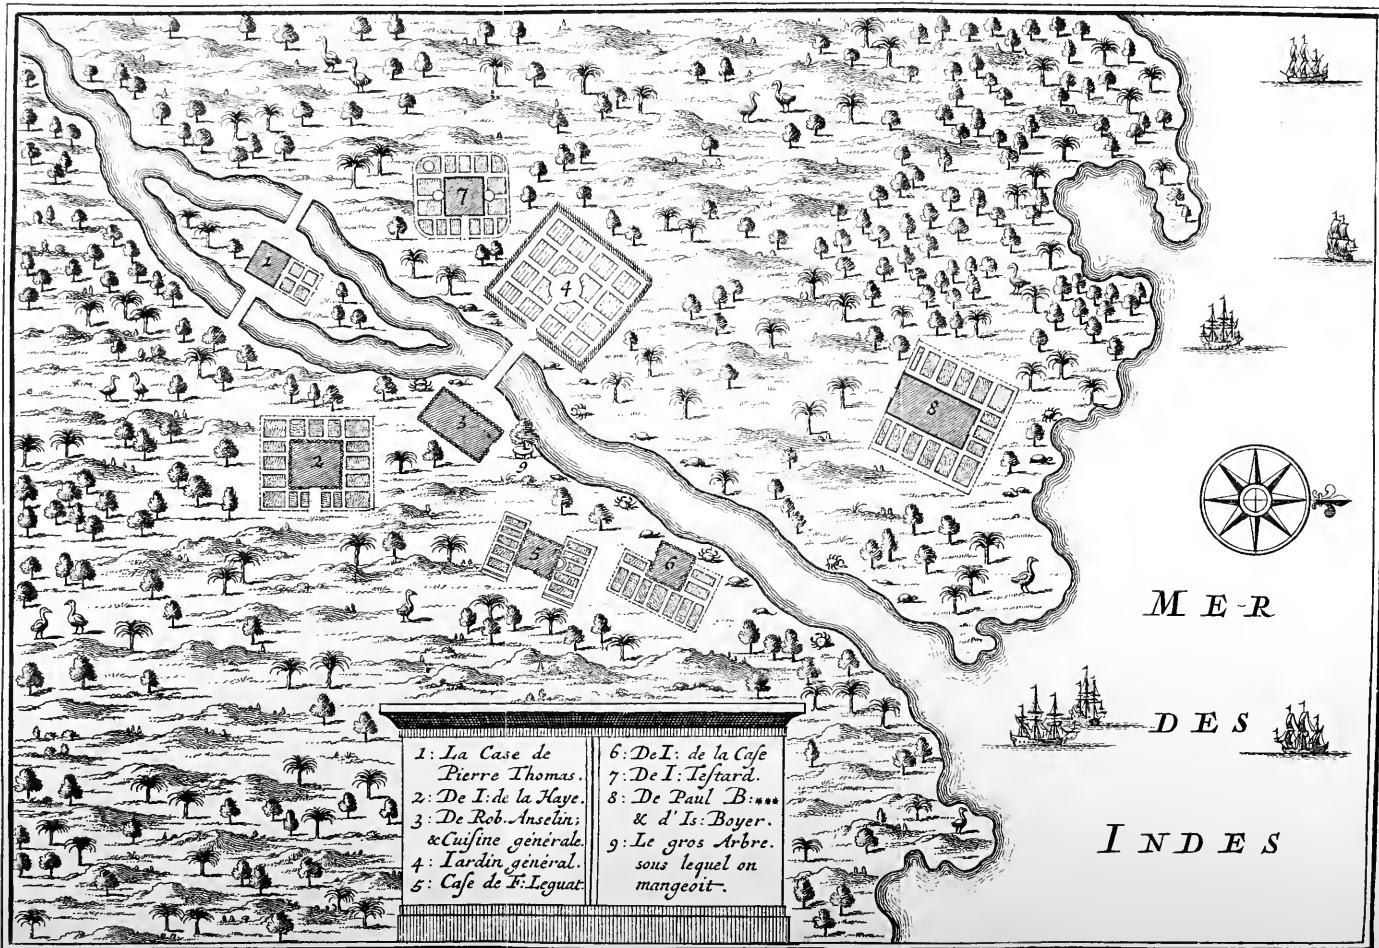 1
2
3
4
5
6
7
8
9
MER
DES
INDES
1: La Case de
Pierre Thomas.
2: De I: de la Haye.
3: De Rob. Anselin;
& Cuiſine générale.
4: Iardin général.
5: Caſe de F: Leguat
6: De I: de la Caſe
7: De I: Teſtard.
8: De Paul B:***
& d'Is: Boyer.
9: Le gros Arbre.
sous lequel on
mangeoit.